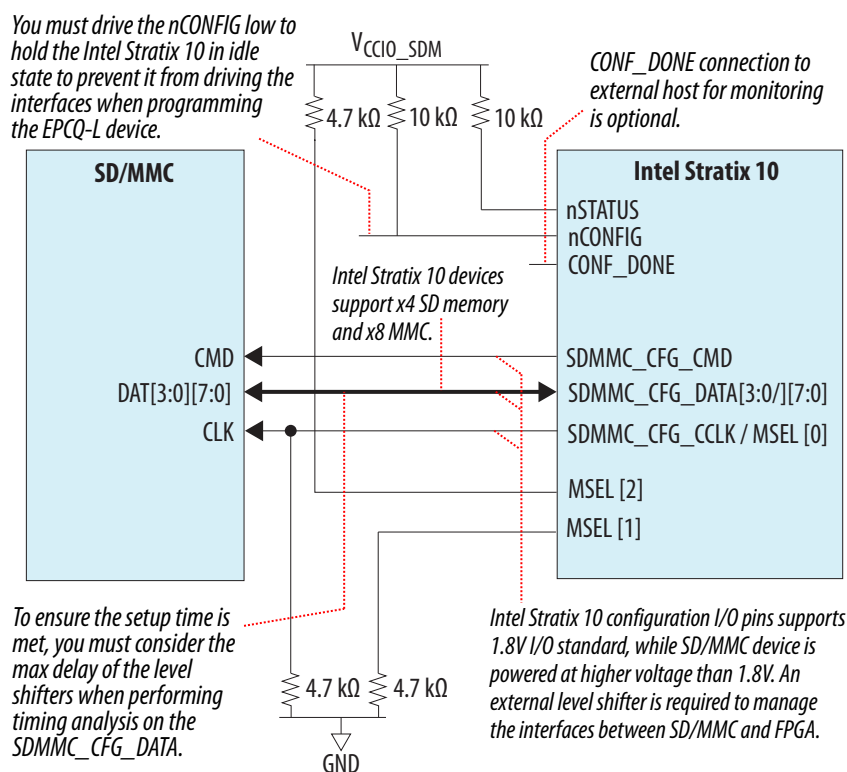 You must drive the nCONFIG low to
hold the Intel Stratix 10 in idle
state to prevent it from driving the
interfaces when programming
the EPCQ-L device.
VCCIO_SDM
4.7 kΩ
10 kΩ
10 kΩ
CONF_DONE connection to
external host for monitoring
is optional.
SD/MMC
Intel Stratix 10
nSTATUS
nCONFIG
CONF_DONE
Intel Stratix 10 devices
support x4 SD memory
and x8 MMC.
CMD
SDMMC_CFG_CMD
DAT[3:0][7:0]
SDMMC_CFG_DATA[3:0/][7:0]
CLK
SDMMC_CFG_CCLK / MSEL [0]
MSEL [2]
MSEL [1]
To ensure the setup time is
met, you must consider the
max delay of the level
shifters when performing
timing analysis on the
SDMMC_CFG_DATA.
4.7 kΩ
4.7 kΩ
GND
Intel Stratix 10 configuration I/O pins supports
1.8V I/O standard, while SD/MMC device is
powered at higher voltage than 1.8V. An
external level shifter is required to manage
the interfaces between SD/MMC and FPGA.